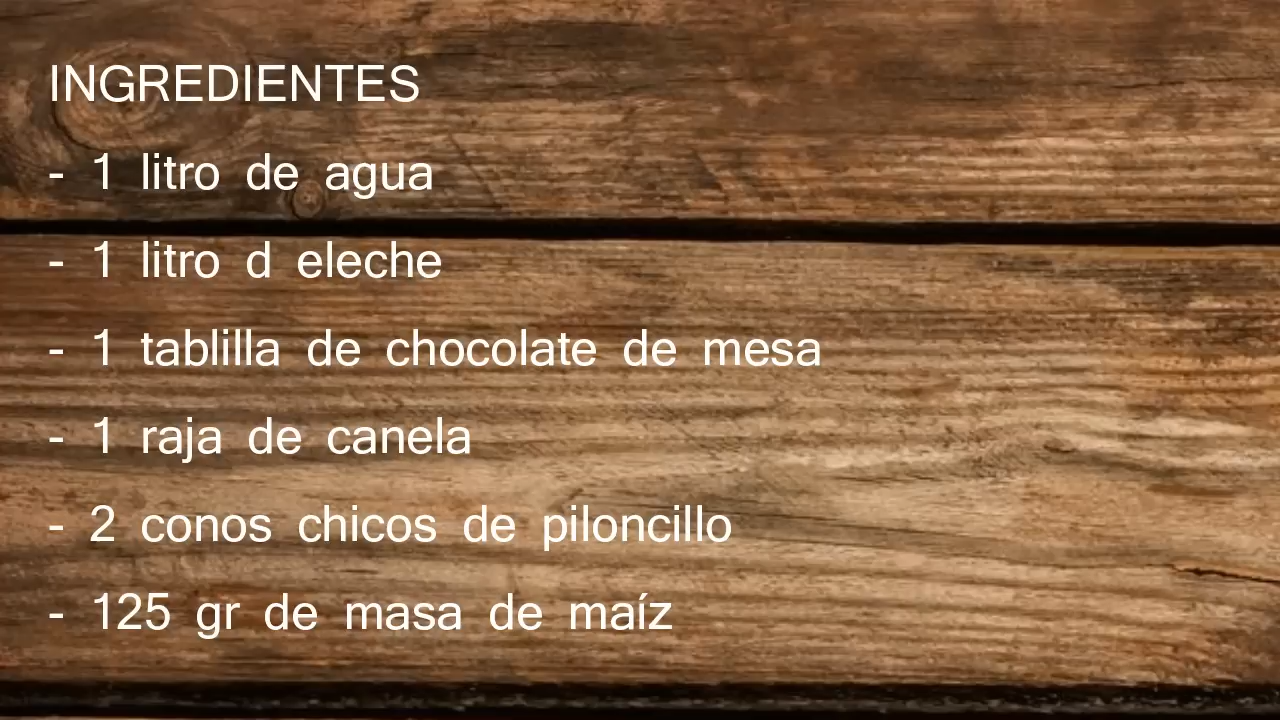 INGREDIENTES
- 1 litro de agua
- 1 litro d eleche
- 1 tablilla de chocolate de mesa
- 1 raja de canela
- 2 conos chicos de piloncillo
- 125 gr de masa de maíz